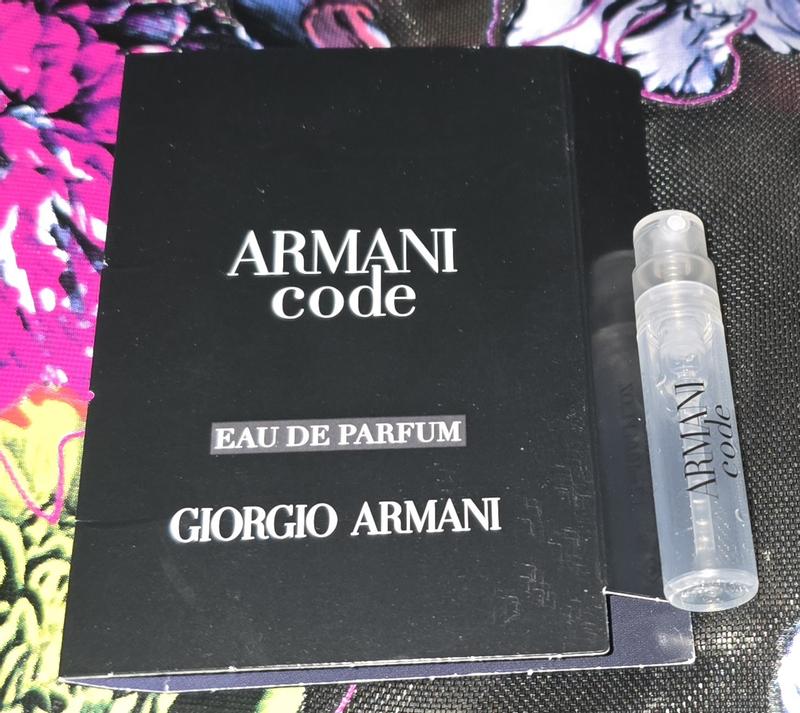 ARMANI
code
EAU DE PARFUM
GIORGIO ARMANI
ARMANI
code